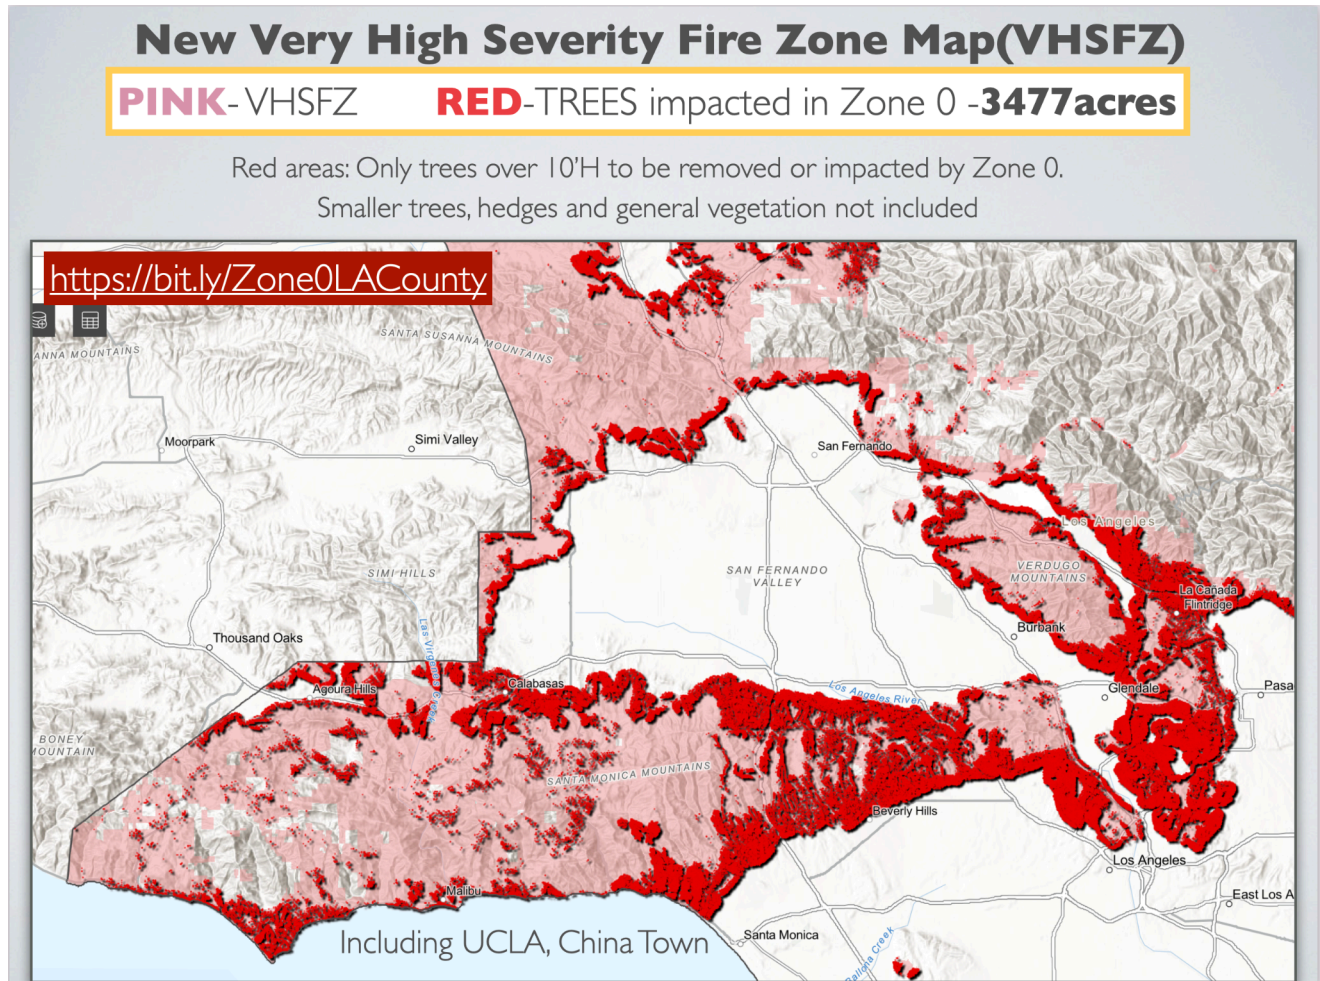 New Very High Severity Fire Zone Map(VHSFZ)
PINK- VHSFZ RED-TREES impacted in Zone 0 -3477acres
Red areas: Only trees over 10'H to be removed or impacted by Zone 0.
Smaller trees, hedges and general vegetation not included
https://bit.ly/Zone0LACounty
SANTA SUSANNA MOUNTAINS
ANNA MOUNTAINS
Moorpark
Simi Valley
San Fernando
Los Angeles
SIMI HILLS
SAN FERNANDO
VALLEY
VERDUGO
MOUNTAINS
La Cañada
Flintridge
Thousand Oaks
Burbank
Agoura Hills
Calabasas
Los Angeles River
Glendale
Pasa
BONEY
MOUNTAIN
SANTA MONICA MOUNTAINS
Beverly Hills
Los Angeles
Malibu
East Los A
Including UCLA, China Town
Santa Monica
Ballona Creek